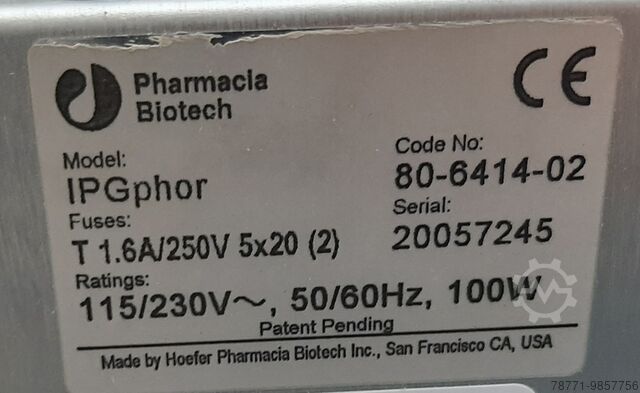 Pharmacia
Biotech
CE
Model:
IPGphor
Code No:
80-6414-02
Fuses:
T 1.6A/250V 5x20 (2)
Serial:
20057245
Ratings:
115/230V~, 50/60Hz, 100W
Patent Pending
Made by Hoefer Pharmacia Biotech Inc., San Francisco CA, USA
78771-9857756